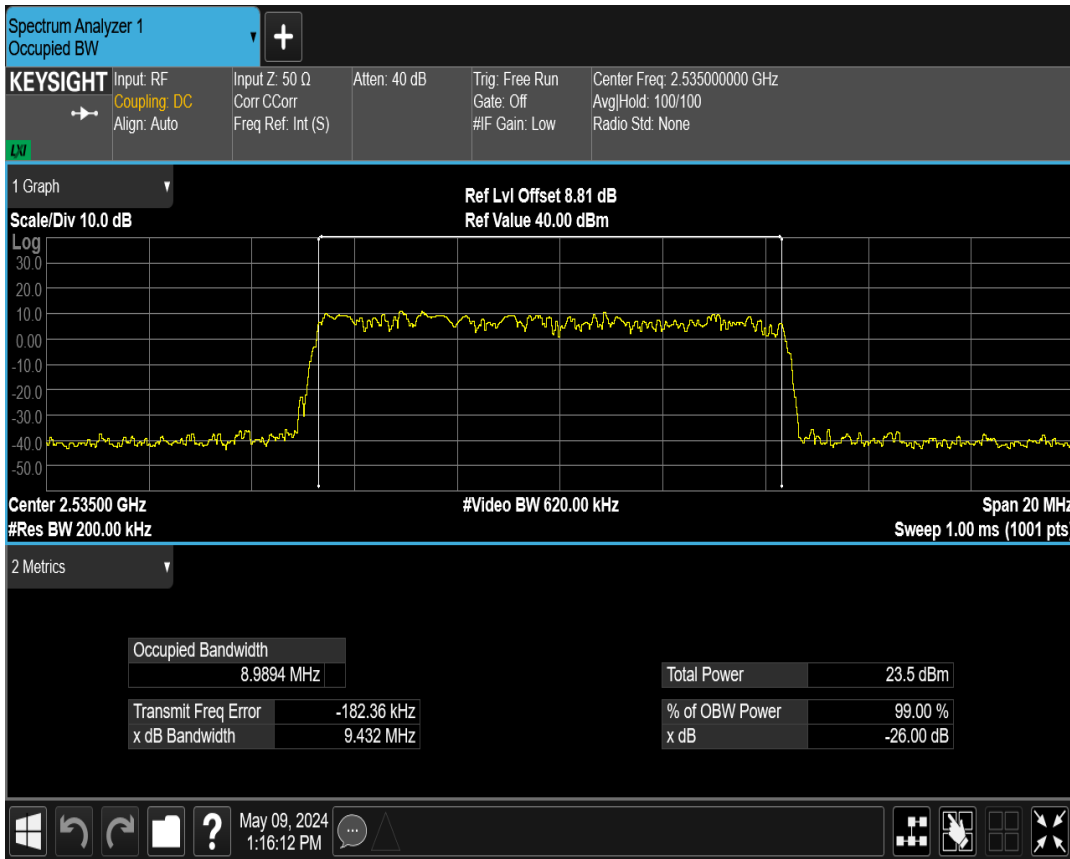 Spectrum Analyzer 1
Occupied BW
KEYSIGHT
LXI
Input: RF
Coupling: DC
Align: Auto
Input Z: 50 Ω
Corr CCorr
Freq Ref: Int (S)
Atten: 40 dB
Trig: Free Run
Gate: Off
#IF Gain: Low
Center Freq: 2.535000000 GHz
Avg|Hold: 100/100
Radio Std: None
1 Graph
Scale/Div 10.0 dB
Ref Lvl Offset 8.81 dB
Ref Value 40.00 dBm
Log
30.0
20.0
10.0
0.00
-10.0
-20.0
-30.0
-40.0
-50.0
Center 2.53500 GHz
#Video BW 620.00 kHz
Span 20 MHz
#Res BW 200.00 kHz
Sweep 1.00 ms (1001 pts)
2 Metrics
Occupied Bandwidth
8.9894 MHz
Total Power 23.5 dBm
Transmit Freq Error -182.36 kHz
% of OBW Power 99.00 %
x dB Bandwidth 9.432 MHz
x dB -26.00 dB
May 09, 2024
1:16:12 PM